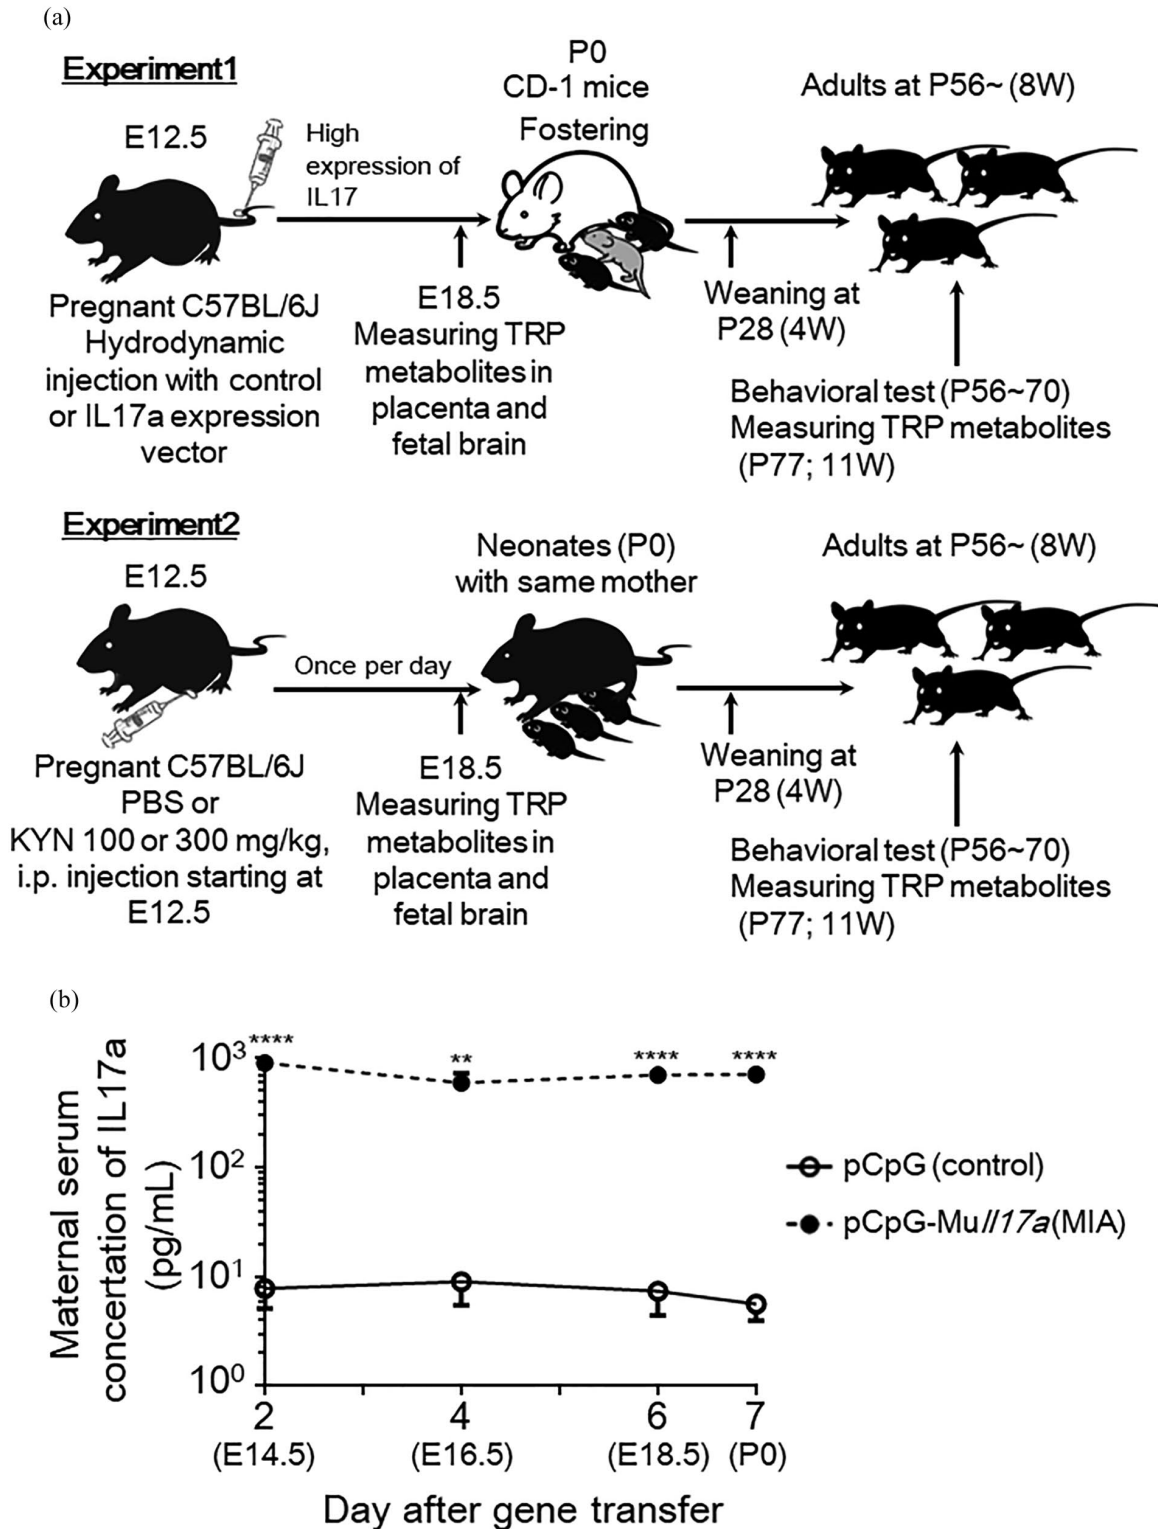 (a)
Experiment1
E12.5
High
expression of
IL17
P0
CD-1 mice
Fostering
Adults at P56~ (8W)
Pregnant C57BL/6J
Hydrodynamic
injection with control
or IL17a expression
vector
E18.5
Measuring TRP
metabolites in
placenta and
fetal brain
Weaning at
P28 (4W)
Behavioral test (P56~70)
Measuring TRP metabolites
(P77; 11W)
Experiment2
E12.5
Once per day
Neonates (P0)
with same mother
Adults at P56~ (8W)
Pregnant C57BL/6J
PBS or
KYN 100 or 300 mg/kg,
i.p. injection starting at
E12.5
E18.5
Measuring TRP
metabolites in
placenta and
fetal brain
Weaning at
P28 (4W)
Behavioral test (P56~70)
Measuring TRP metabolites
(P77; 11W)
(b)
Maternal serum
concertation of IL17a
(pg/mL)
10³
10²
10¹
10⁰
**** ** **** ****
pCpG (control)
pCpG-MuIl17a(MIA)
2 4 6 7
(E14.5) (E16.5) (E18.5) (P0)
Day after gene transfer